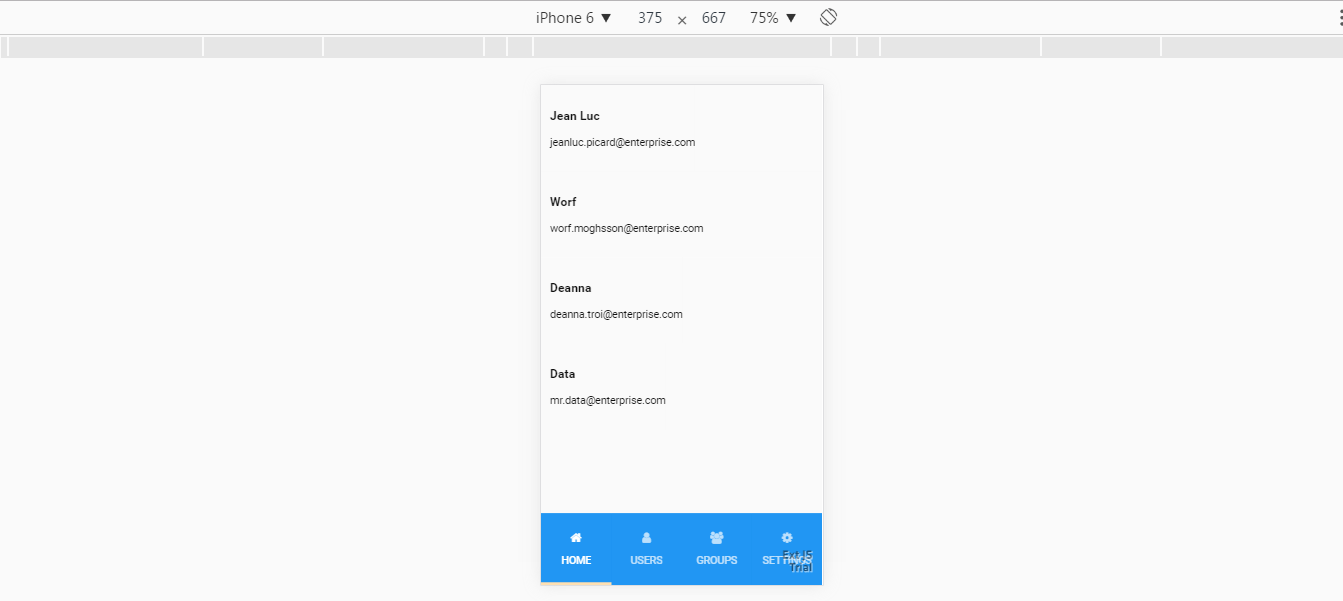 iPhone 6 ▼ 375 × 667 75% ▼
Jean Luc
jeanluc.picard@enterprise.com
Worf
worf.moghsson@enterprise.com
Deanna
deanna.troi@enterprise.com
Data
mr.data@enterprise.com
HOME USERS GROUPS SETTINGS
Ext JS
Trial